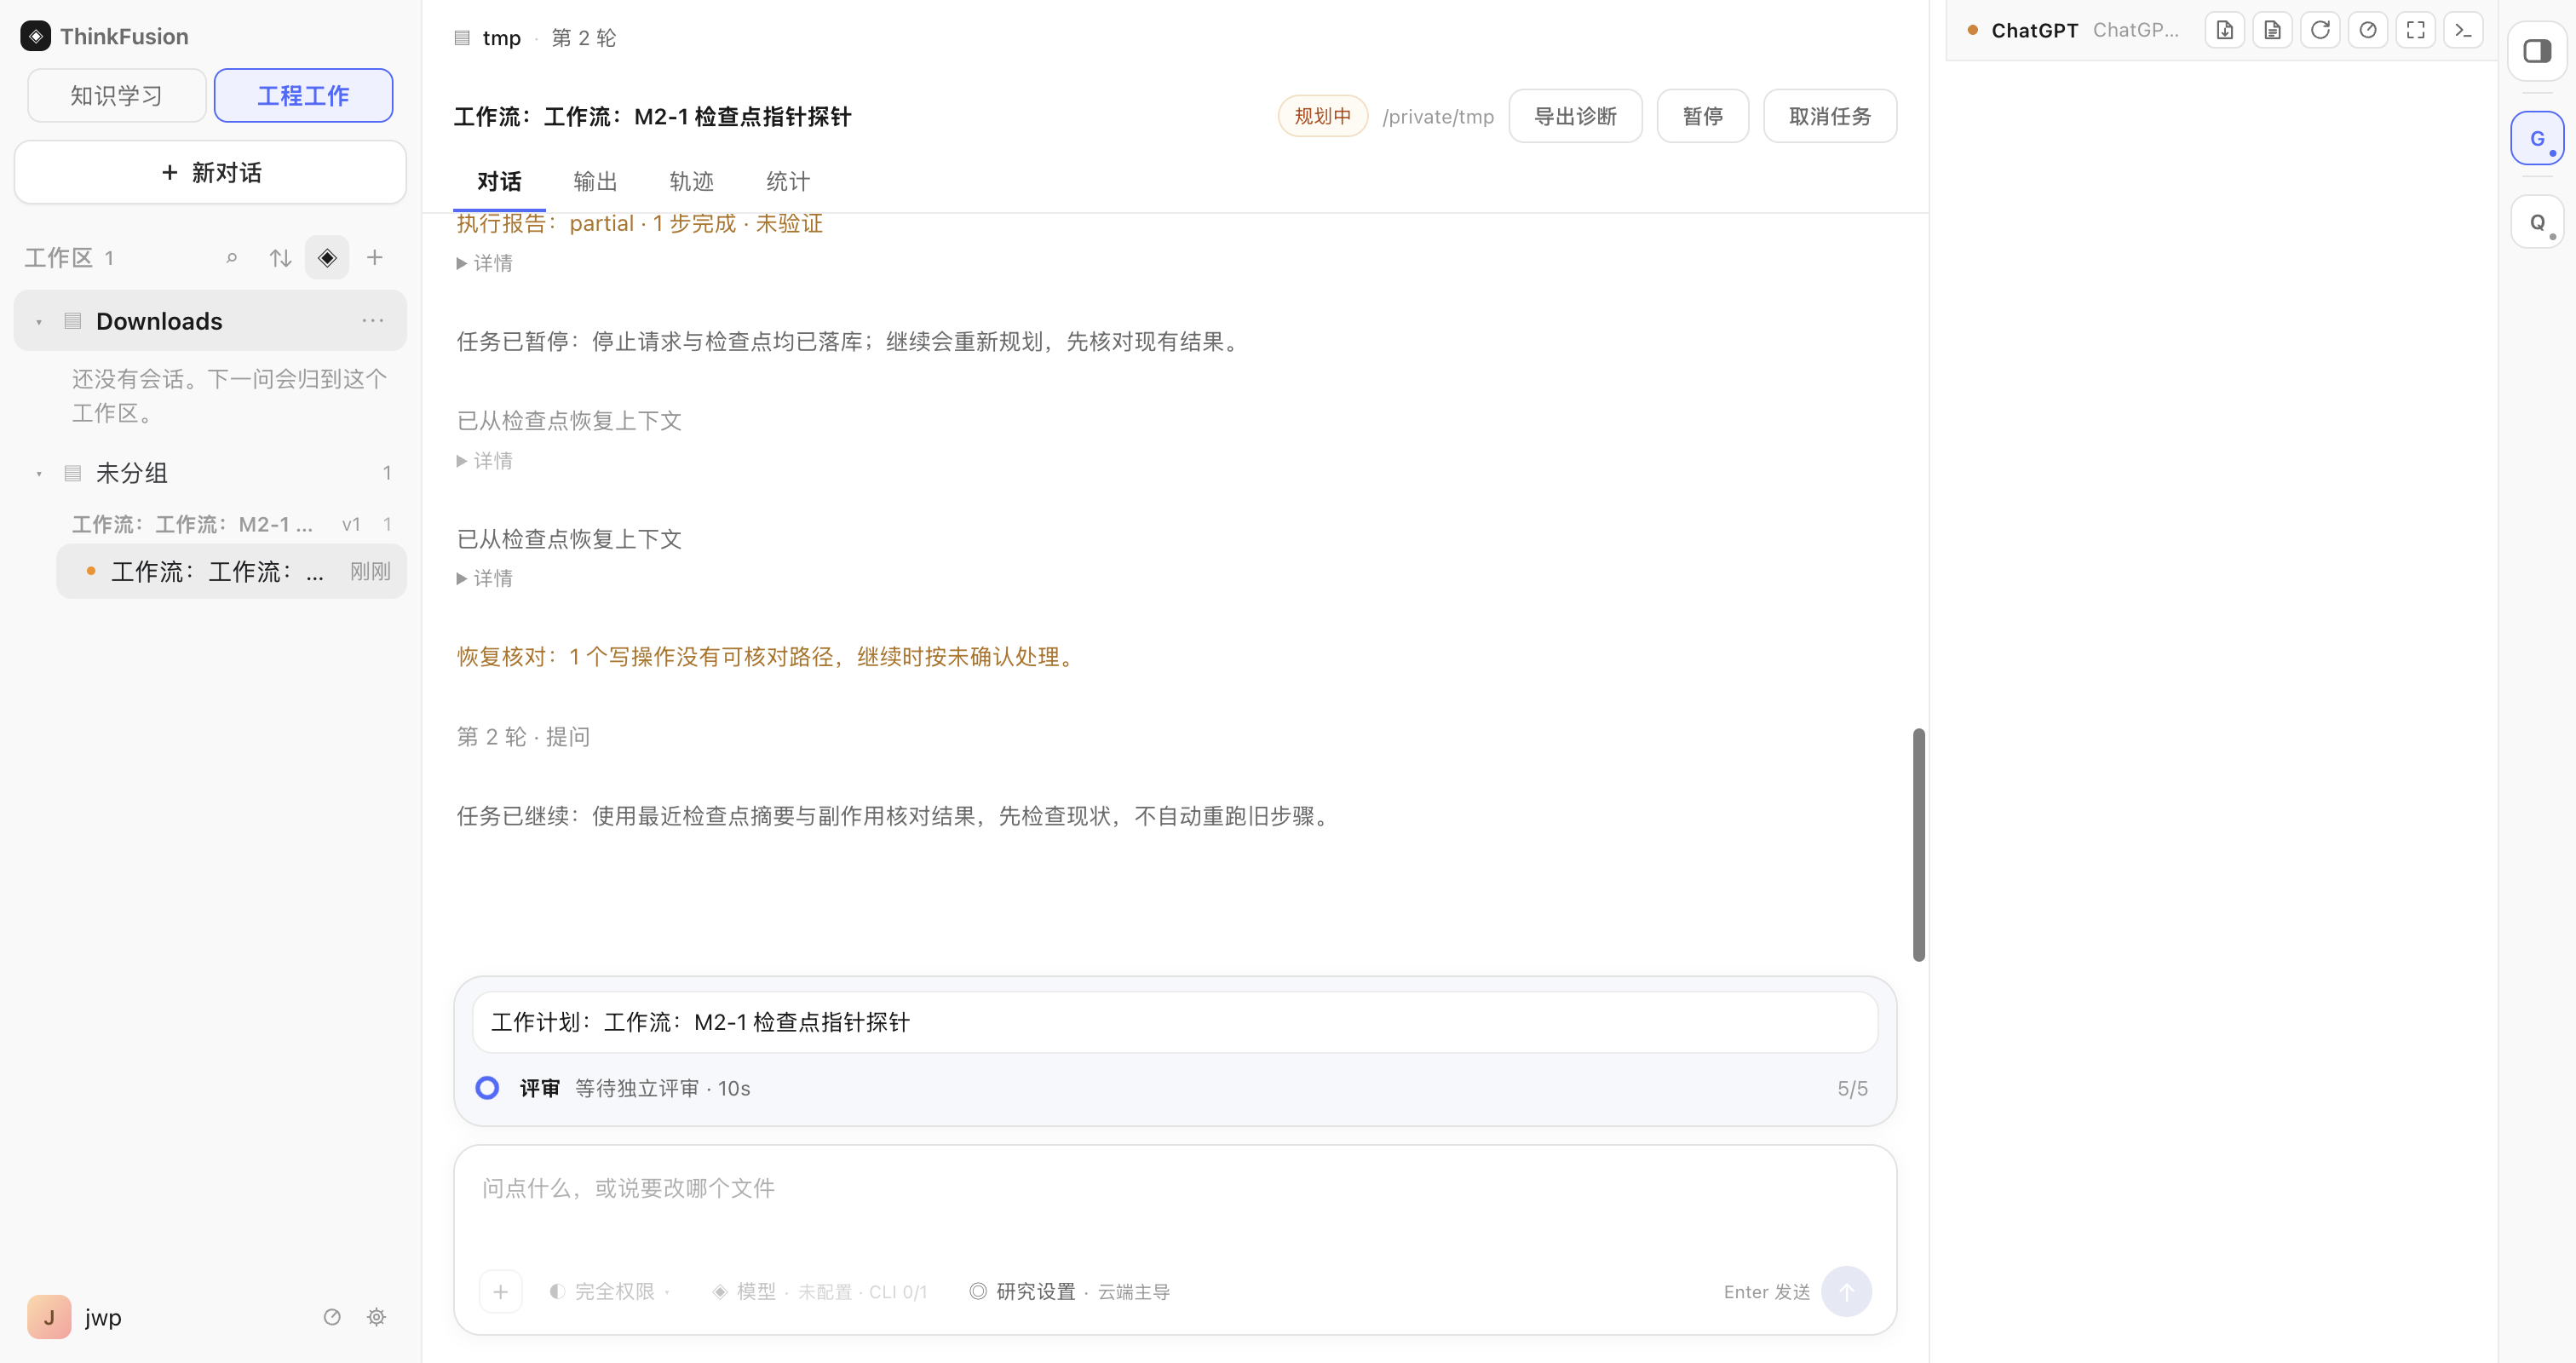 ThinkFusion
知识学习
工程工作
+ 新对话
工作区 1
Downloads
还没有会话。下一问会归到这个
工作区。
未分组 1
工作流：工作流：M2-1 ... v1 1
工作流：工作流：... 刚刚
J jwp
tmp · 第 2 轮
工作流：工作流：M2-1 检查点指针探针
规划中 /private/tmp 导出诊断 暂停 取消任务
对话 输出 轨迹 统计
执行报告：partial · 1 步完成 · 未验证
详情
任务已暂停：停止请求与检查点均已落库；继续会重新规划，先核对现有结果。
已从检查点恢复上下文
详情
已从检查点恢复上下文
详情
恢复核对：1 个写操作没有可核对路径，继续时按未确认处理。
第 2 轮 · 提问
任务已继续：使用最近检查点摘要与副作用核对结果，先检查现状，不自动重跑旧步骤。
工作计划：工作流：M2-1 检查点指针探针
评审 等待独立评审 · 10s 5/5
问点什么，或说要改哪个文件
+ 完全权限 · 模型 · 未配置 · CLI 0/1 研究设置 · 云端主导 Enter 发送
ChatGPT ChatGP...
G
Q